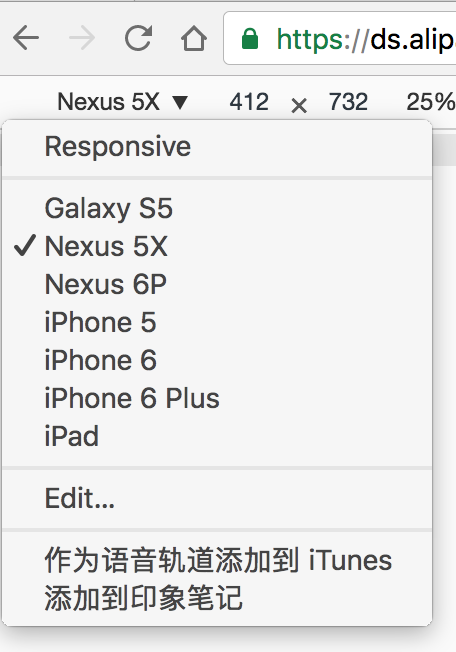 https://ds.alip
Nexus 5X ▼ 412 × 732 25%
Responsive
Galaxy S5
✓ Nexus 5X
Nexus 6P
iPhone 5
iPhone 6
iPhone 6 Plus
iPad
Edit...
作为语音轨道添加到 iTunes
添加到印象笔记